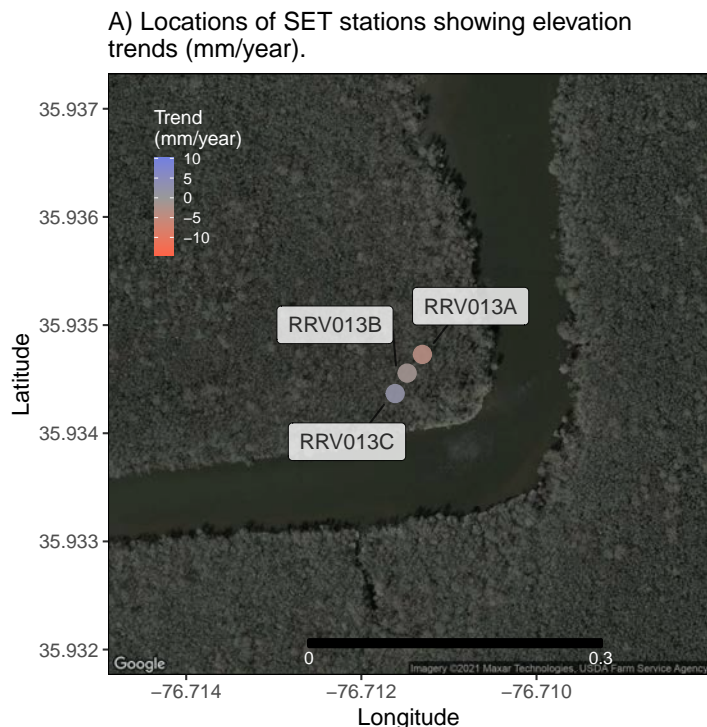 A) Locations of SET stations showing elevation
trends (mm/year).
35.937
35.936
35.935
35.934
35.933
35.932
Latitude
Trend
(mm/year)
10
5
0
−5
−10
RRV013A
RRV013B
RRV013C
0 0.3
Google
Imagery ©2021 Maxar Technologies, USDA Farm Service Agency
−76.714 −76.712 −76.710
Longitude